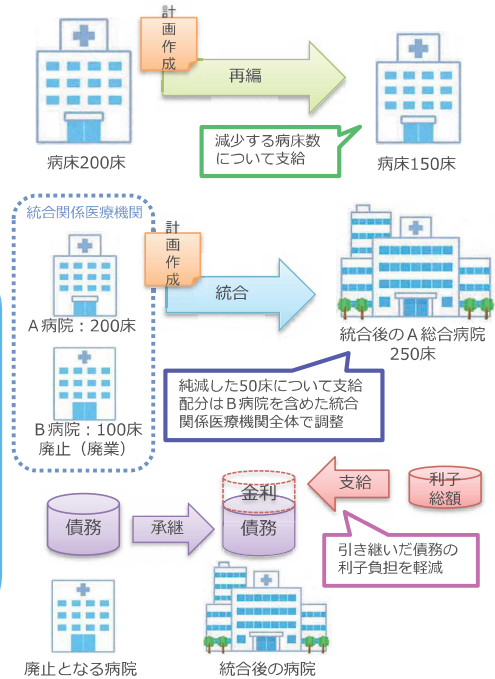 計
画
作
成
再編
病床200床
減少する病床数
について支給
病床150床
統合関係医療機関
計
画
作
成
統合
A病院：200床
B病院：100床
廃止（廃業）
統合後のA総合病院
250床
純減した50床について支給
配分はB病院を含めた統合
関係医療機関全体で調整
債務
承継
金利
債務
支給
利子
総額
引き継いだ債務の
利子負担を軽減
廃止となる病院
統合後の病院